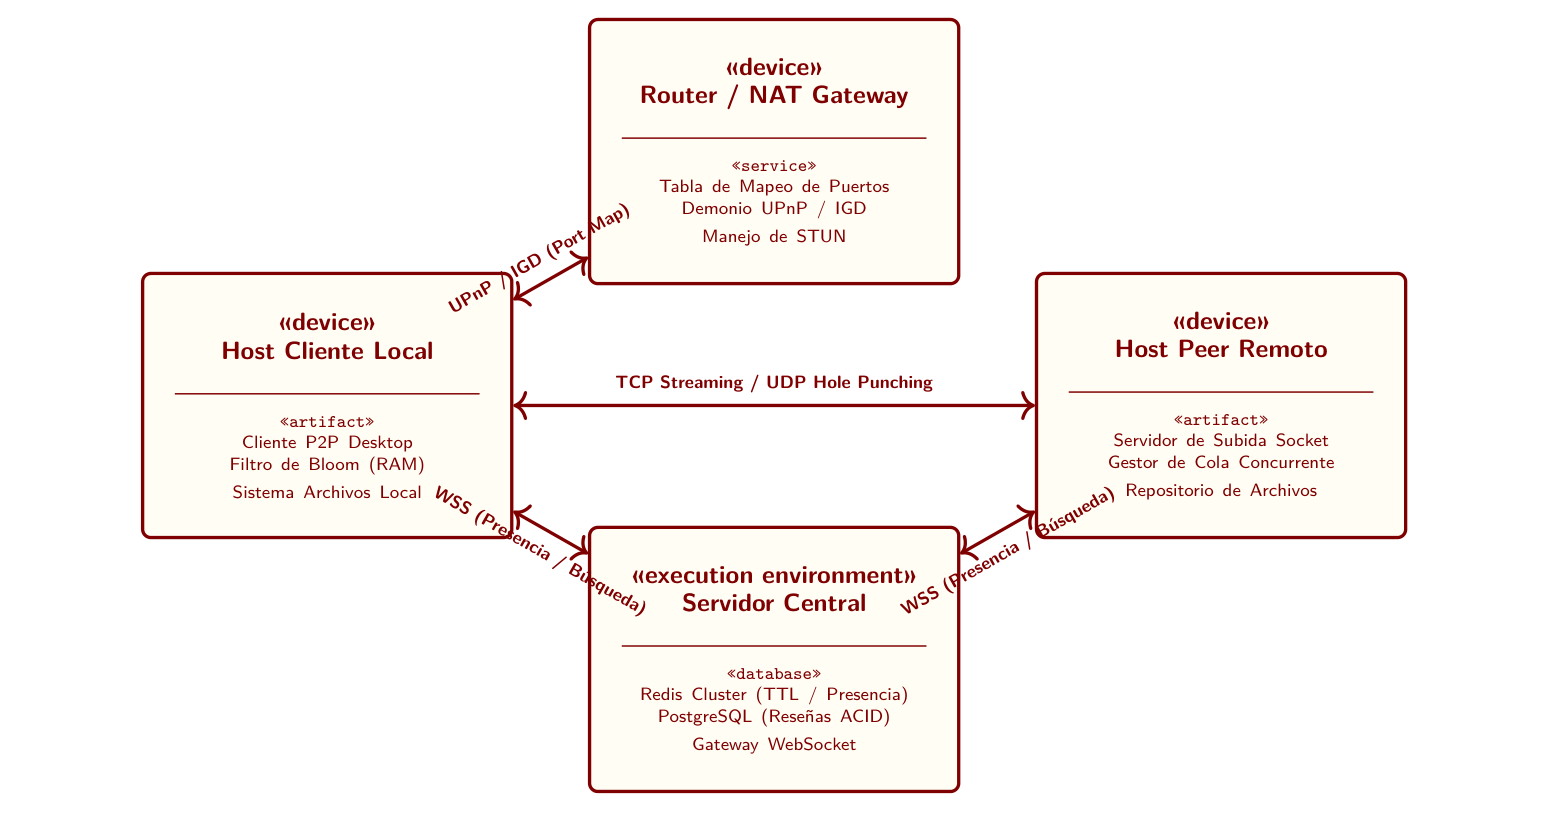 «device»
Router / NAT Gateway
«service»
Tabla de Mapeo de Puertos
Demonio UPnP / IGD
Manejo de STUN
UPnP / IGD (Port Map)
«device»
Host Cliente Local
«artifact»
Cliente P2P Desktop
Filtro de Bloom (RAM)
Sistema Archivos Local
TCP Streaming / UDP Hole Punching
«device»
Host Peer Remoto
«artifact»
Servidor de Subida Socket
Gestor de Cola Concurrente
Repositorio de Archivos
WSS (Presencia / Búsqueda)
WSS (Presencia / Búsqueda)
«execution environment»
Servidor Central
«database»
Redis Cluster (TTL / Presencia)
PostgreSQL (Reseñas ACID)
Gateway WebSocket